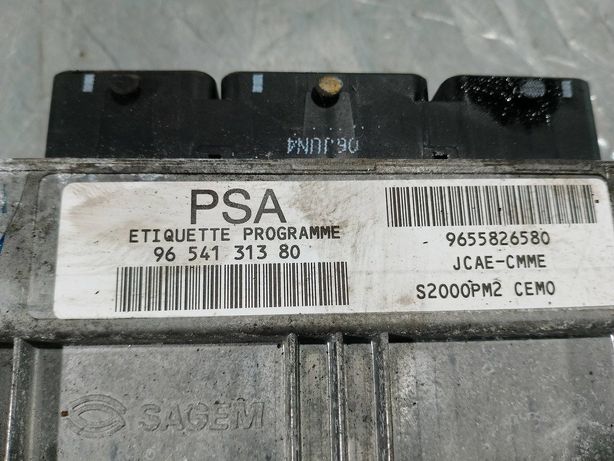 06JUN4
PSA
ETIQUETTE PROGRAMME
96 541 313 80
9655826580
JCAE-CMME
S2000PM2 CEMO
SAGEM